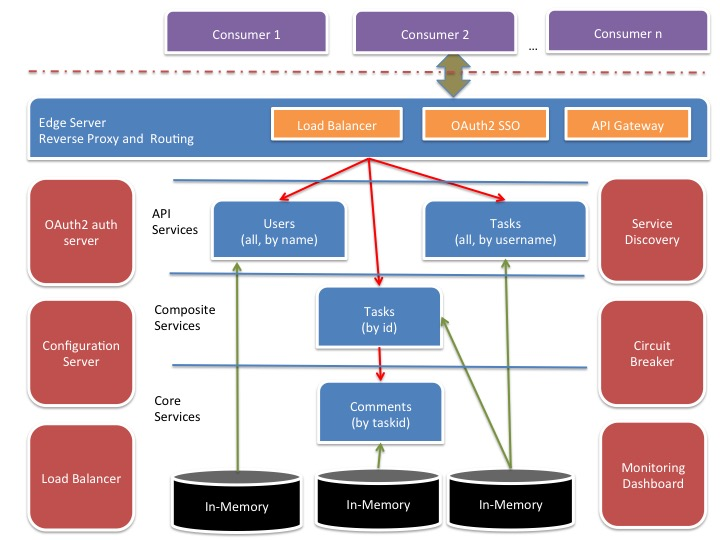 Consumer 1
Consumer 2
...
Consumer n
Edge Server
Reverse Proxy and Routing
Load Balancer
OAuth2 SSO
API Gateway
OAuth2 auth
server
API
Services
Users
(all, by name)
Tasks
(all, by username)
Service
Discovery
Configuration
Server
Composite
Services
Tasks
(by id)
Circuit
Breaker
Core
Services
Comments
(by taskid)
Load Balancer
In-Memory
In-Memory
In-Memory
Monitoring
Dashboard